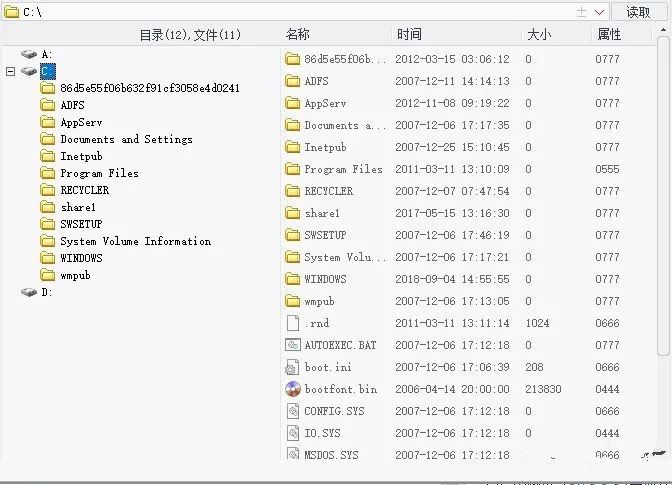 C:\ 读取
目录(12),文件(11) 名称 时间 大小 属性
A:
C:
86d5e55f06b632f91cf3058e4d0241
ADFS
AppServ
Documents and Settings
Inetpub
Program Files
RECYCLER
share1
SWSETUP
System Volume Information
WINDOWS
wmpub
D:
86d5e55f06b... 2012-03-15 03:06:12 0 0777
ADFS 2007-12-11 14:14:13 0 0777
AppServ 2012-11-08 09:19:22 0 0777
Documents a... 2007-12-06 17:17:35 0 0777
Inetpub 2007-12-25 15:10:45 0 0777
Program Files 2011-03-11 13:10:09 0 0555
RECYCLER 2007-12-07 07:47:54 0 0777
share1 2017-05-15 13:16:30 0 0777
SWSETUP 2007-12-06 17:46:19 0 0777
System Volu... 2007-12-06 17:17:21 0 0777
WINDOWS 2018-09-04 14:55:55 0 0777
wmpub 2007-12-06 17:13:05 0 0777
.rnd 2011-03-11 13:11:14 1024 0666
AUTOEXEC.BAT 2007-12-06 17:12:18 0 0777
boot.ini 2007-12-06 17:06:39 208 0666
bootfont.bin 2006-04-14 20:00:00 213830 0444
CONFIG.SYS 2007-12-06 17:12:18 0 0666
IO.SYS 2007-12-06 17:12:18 0 0444
MSDOS.SYS 2007-12-06 17:12:18 0666